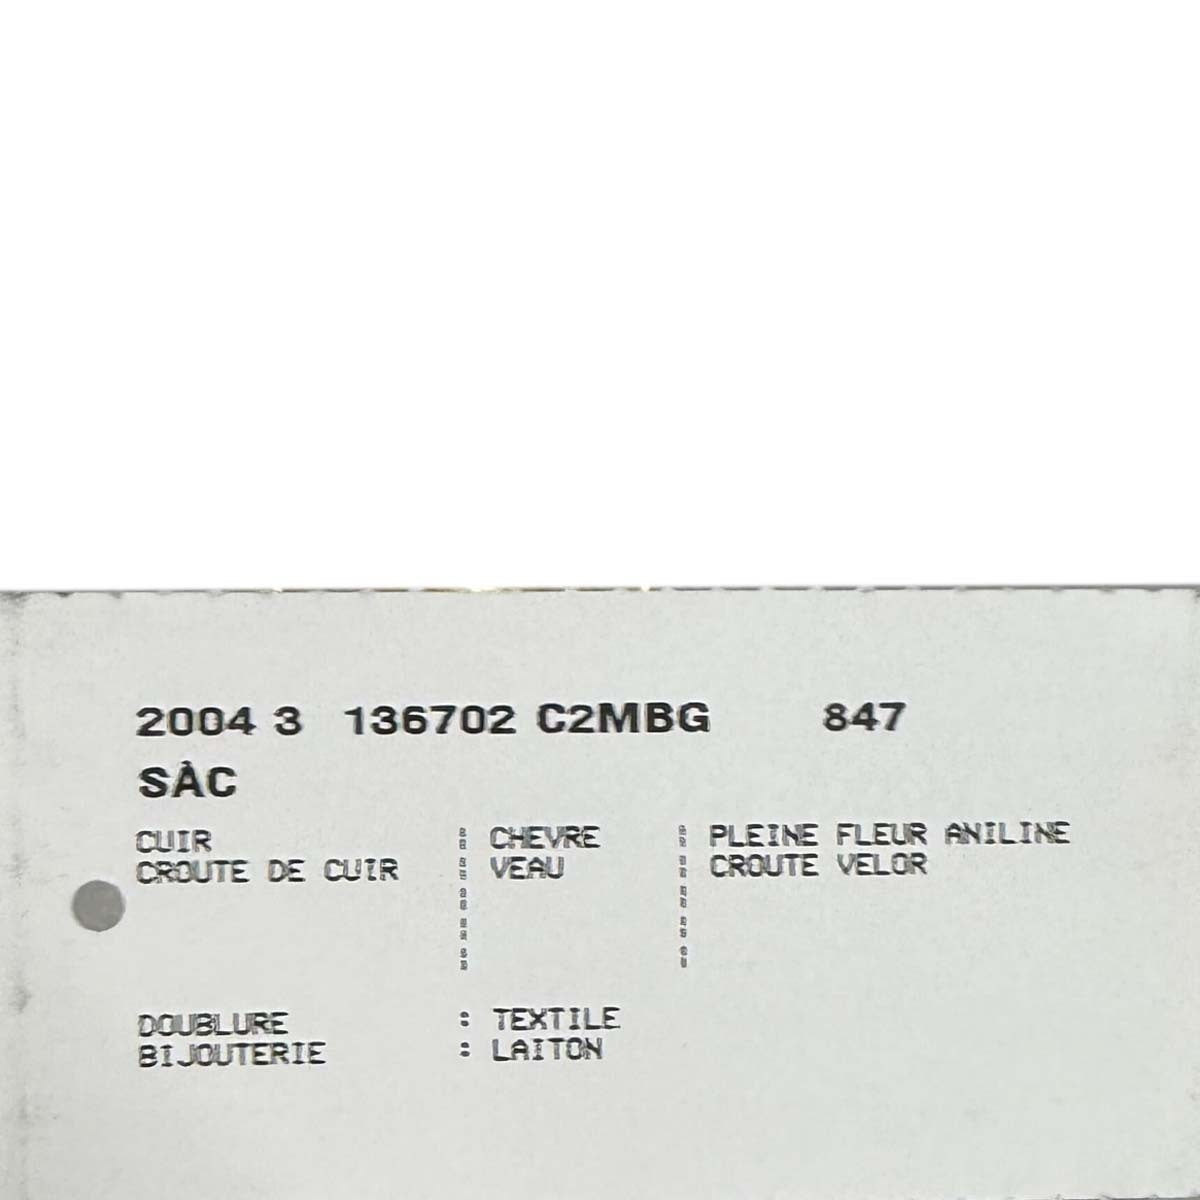 2004 3 136702 C2MBG 847
SÀC
CUIR : CHEVRE : PLEINE FLEUR ANILINE
CROUTE DE CUIR : VEAU : CROUTE VELOR
DOUBLURE : TEXTILE
BIJOUTERIE : LAITON